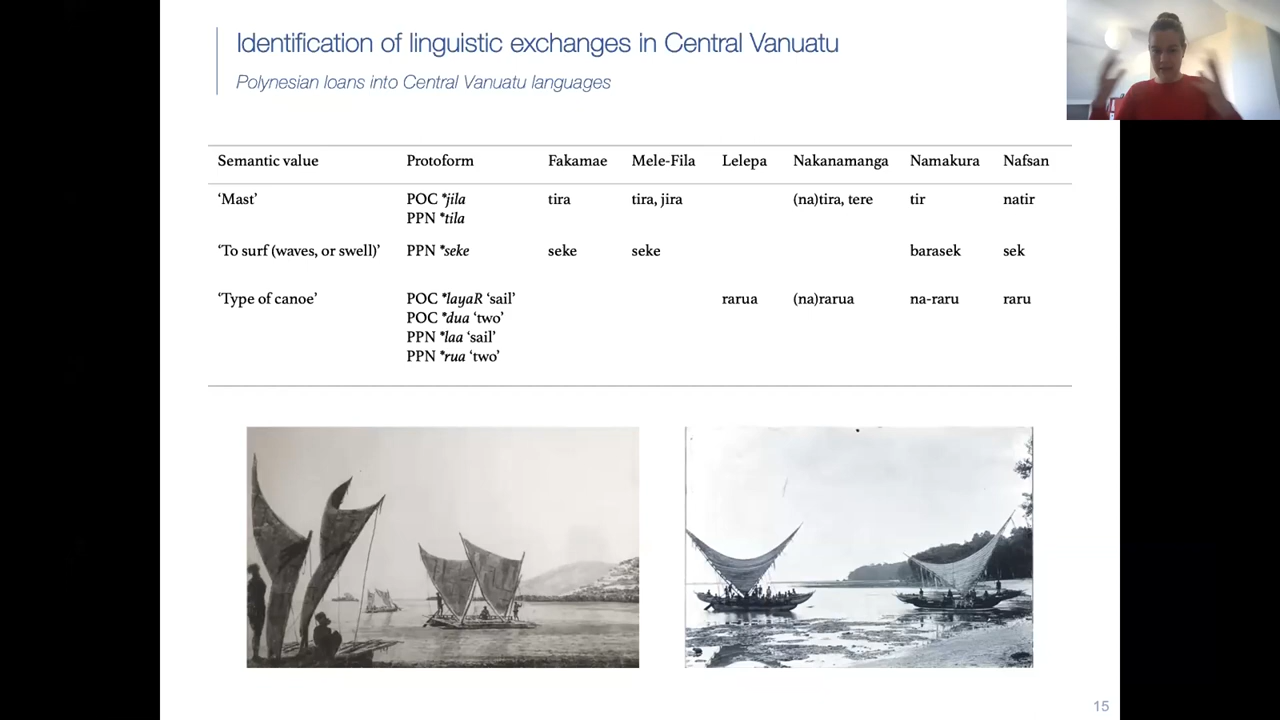 Identification of linguistic exchanges in Central Vanuatu
Polynesian loans into Central Vanuatu languages
Semantic value Protoform Fakamae Mele-Fila Lelepa Nakanamanga Namakura Nafsan
‘Mast’ POC *jila tira tira, jira (na)tira, tere tir natir
PPN *tila
‘To surf (waves, or swell)’ PPN *seke seke seke barasek sek
‘Type of canoe’ POC *layaR ‘sail’ rarua (na)rarua na-raru raru
POC *dua ‘two’
PPN *laa ‘sail’
PPN *rua ‘two’
15